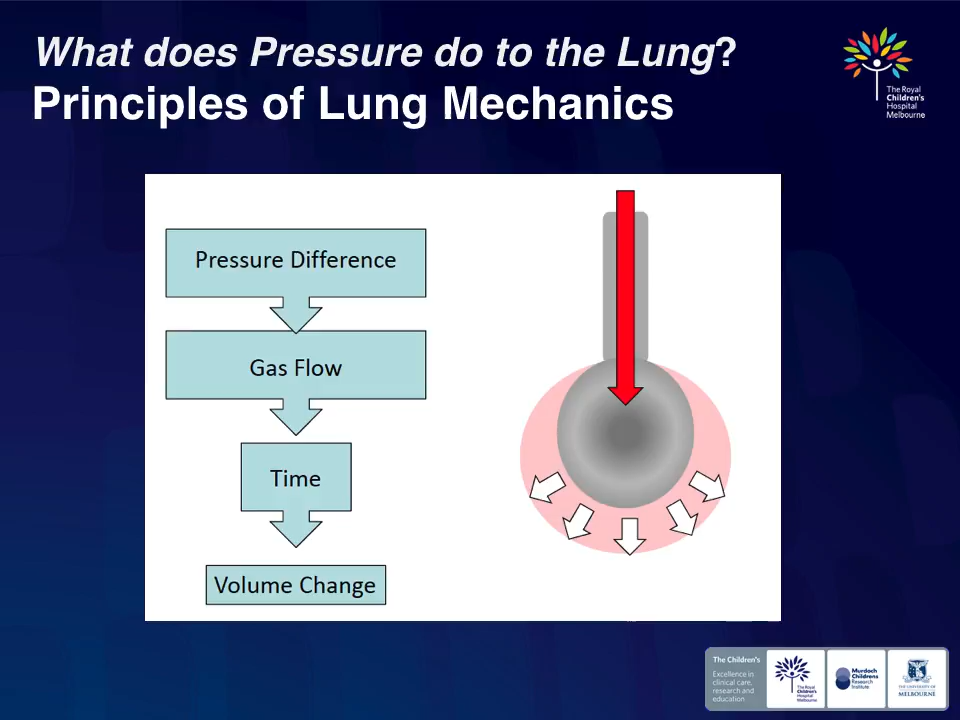 What does Pressure do to the Lung?
Principles of Lung Mechanics
The Royal
Children's
Hospital
Melbourne
Pressure Difference
Gas Flow
Time
Volume Change
The Children's
Excellence in
clinical care,
research and
education
The Royal
Children's
Hospital
Melbourne
Murdoch
Childrens
Research
Institute
THE UNIVERSITY OF
MELBOURNE